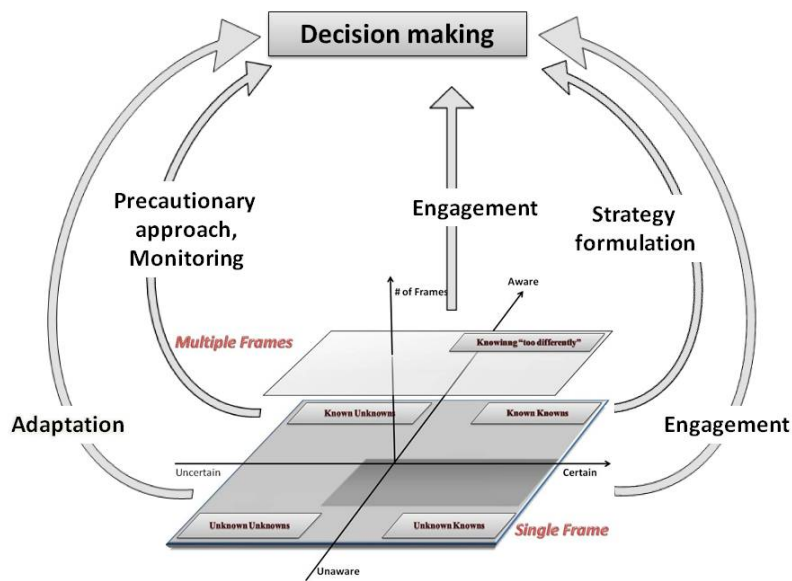 Decision making
Precautionary
approach,
Monitoring
Engagement
Strategy
formulation
# of Frames
Aware
Multiple Frames
Knowinng "too differently"
Adaptation
Known Unknowns
Known Knowns
Engagement
Uncertain
Certain
Unknown Unknowns
Unknown Knowns
Single Frame
Unaware